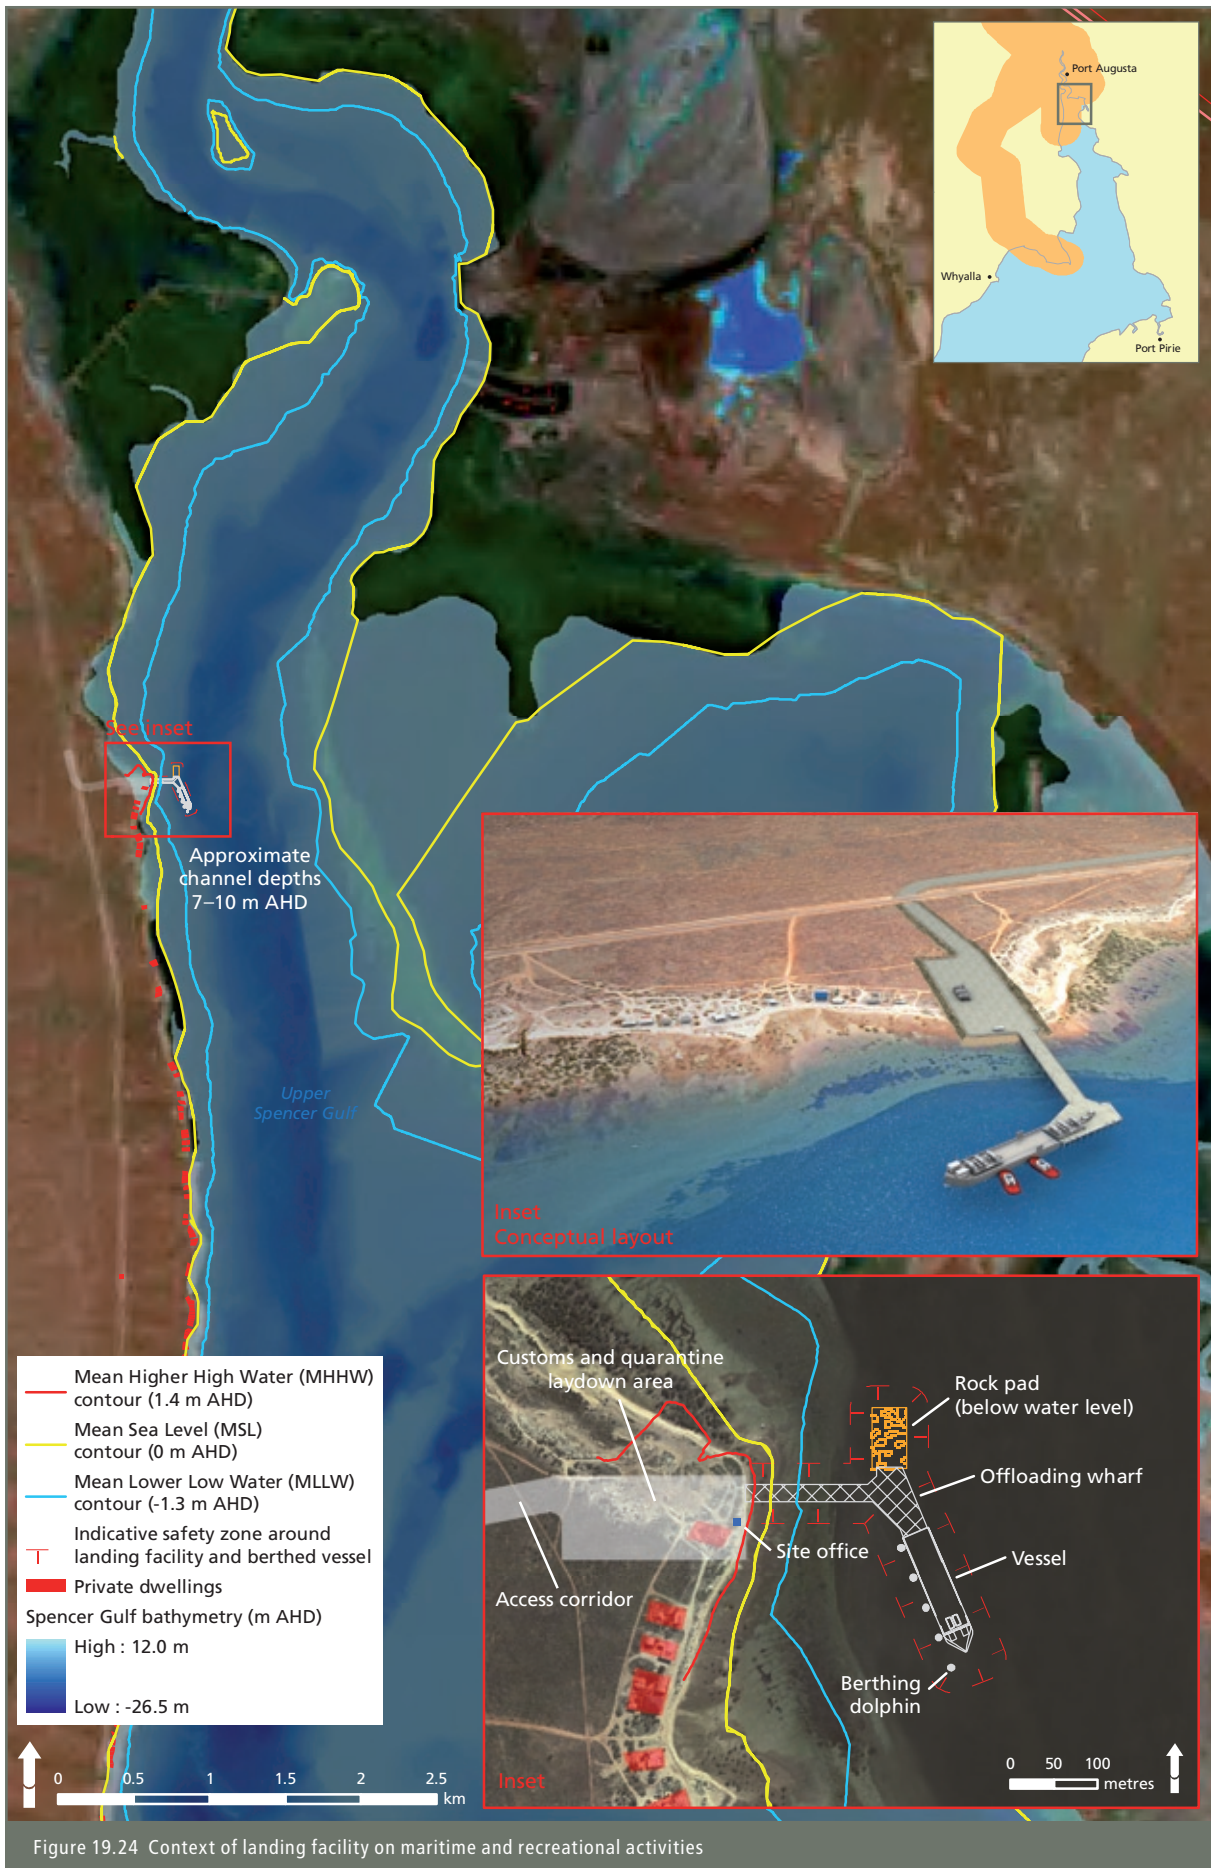 Port Augusta
Whyalla
Port Pirie
See inset
Approximate
channel depths
7–10 m AHD
Upper
Spencer Gulf
Inset
Conceptual layout
Customs and quarantine
laydown area
Rock pad
(below water level)
Offloading wharf
Site office
Vessel
Access corridor
Berthing
dolphin
Inset
0 50 100
metres
Mean Higher High Water (MHHW)
contour (1.4 m AHD)
Mean Sea Level (MSL)
contour (0 m AHD)
Mean Lower Low Water (MLLW)
contour (-1.3 m AHD)
Indicative safety zone around
landing facility and berthed vessel
Private dwellings
Spencer Gulf bathymetry (m AHD)
High : 12.0 m
Low : -26.5 m
0 0.5 1 1.5 2 2.5
km
Figure 19.24 Context of landing facility on maritime and recreational activities